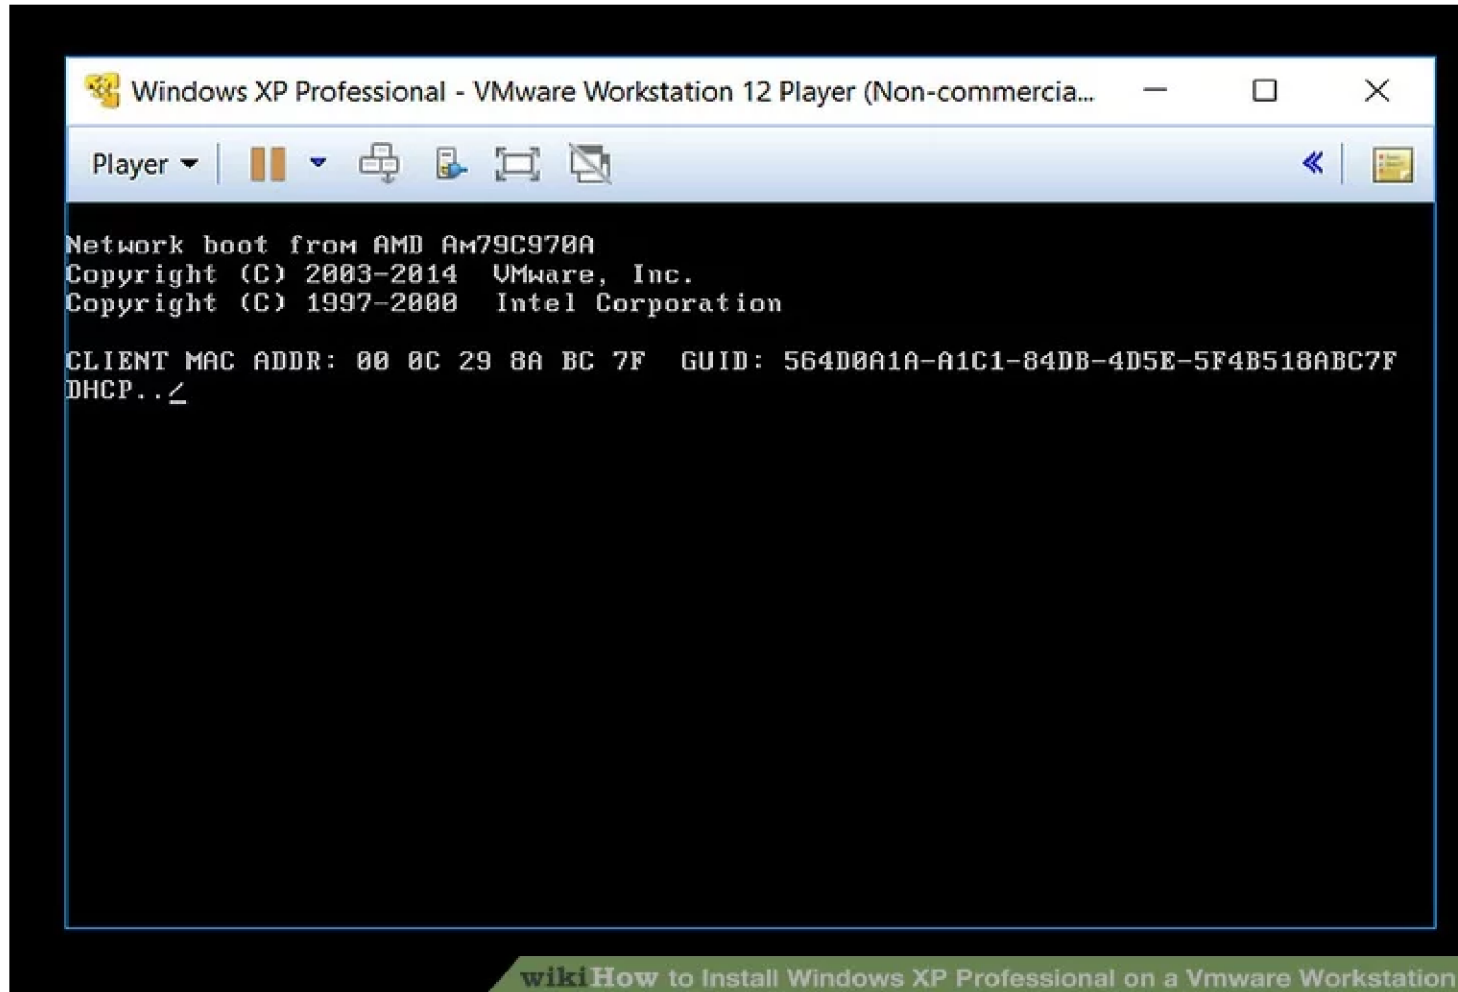 Windows XP Professional - VMware Workstation 12 Player (Non-commercia...
Player
Network boot from AMD Am79C970A
Copyright (C) 2003-2014  VMware, Inc.
Copyright (C) 1997-2000  Intel Corporation
CLIENT MAC ADDR: 00 0C 29 8A BC 7F  GUID: 564D0A1A-A1C1-84DB-4D5E-5F4B518ABC7F
DHCP../
wikiHow to Install Windows XP Professional on a Vmware Workstation